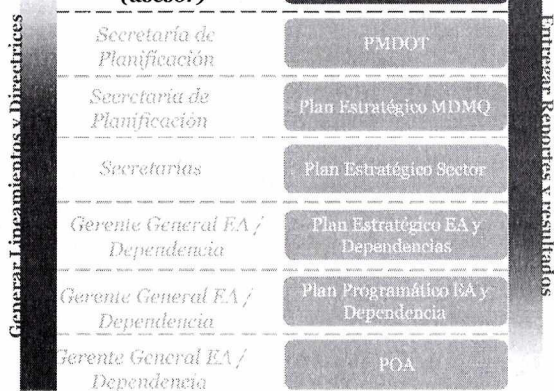 (asesor)
Secretaría de
Planificación
PMDOT
Secretaría de
Planificación
Plan Estratégico MDMQ
Secretarías
Plan Estratégico Sector
Gerente General EA /
Dependencia
Plan Estratégico EA y
Dependencias
Gerente General EA /
Dependencia
Plan Programático EA y
Dependencia
Gerente General EA /
Dependencia
POA
Generar Lineamientos y Directrices
Entregar Reportes y resultados